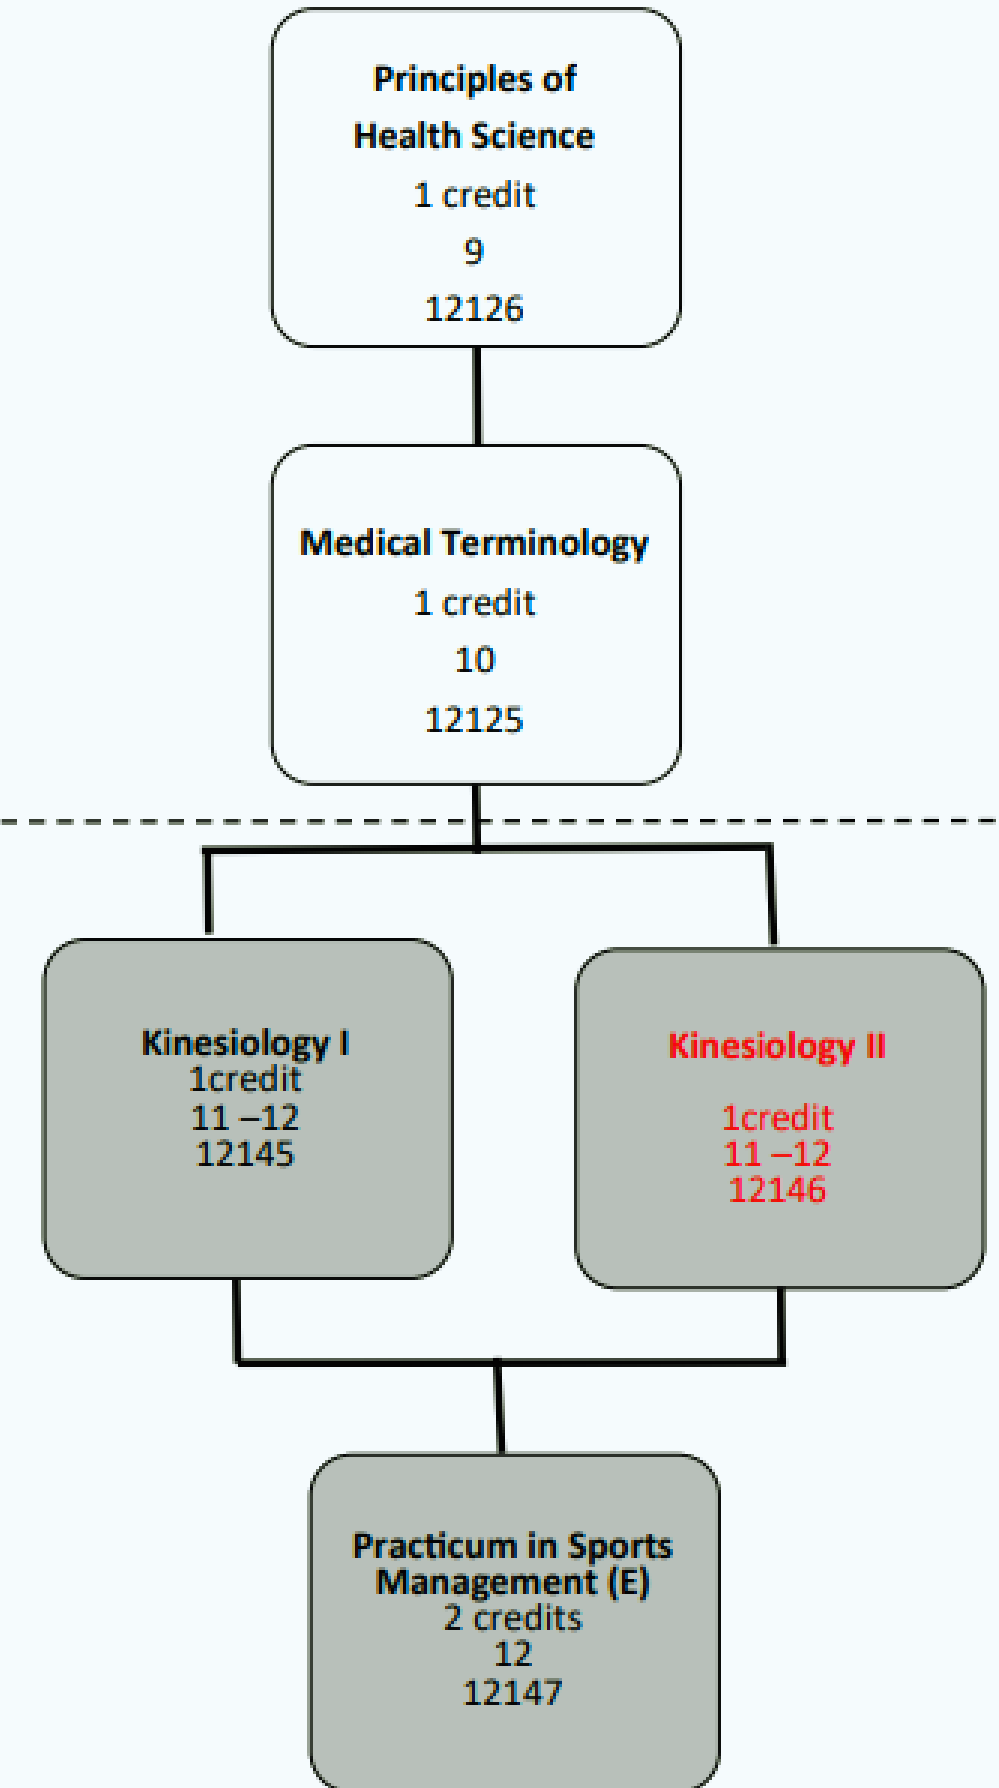 Principles of
Health Science
1 credit
9
12126
Medical Terminology
1 credit
10
12125
Kinesiology I
1credit
11 –12
12145
Kinesiology II
1credit
11 –12
12146
Practicum in Sports
Management (E)
2 credits
12
12147